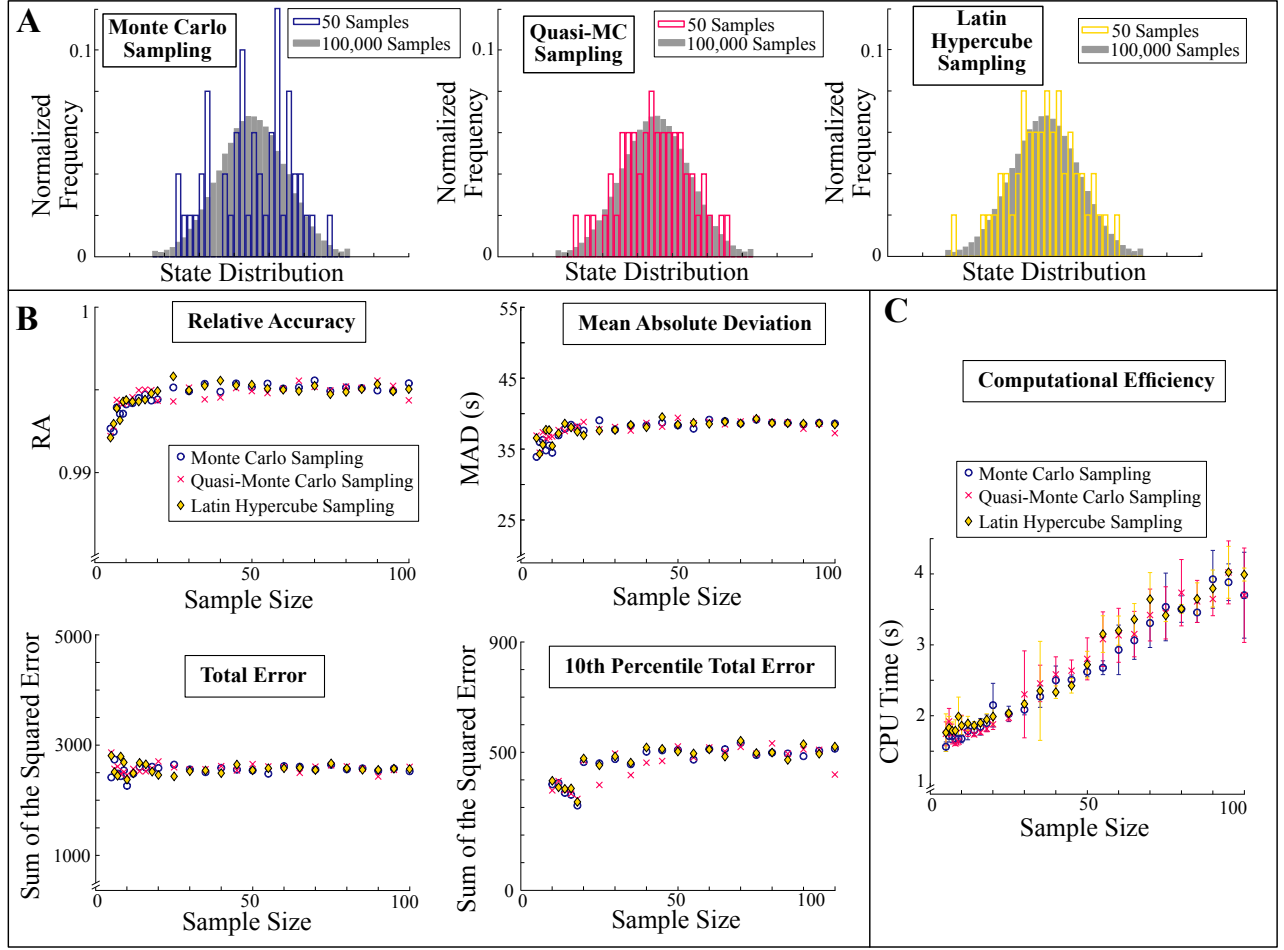 A
Monte Carlo
Sampling
50 Samples
100,000 Samples
0.1
0
Normalized
Frequency
State Distribution
Quasi-MC
Sampling
50 Samples
100,000 Samples
0.1
0
Normalized
Frequency
State Distribution
Latin
Hypercube
Sampling
50 Samples
100,000 Samples
0.1
0
Normalized
Frequency
State Distribution
B
Relative Accuracy
1
0.99
RA
Monte Carlo Sampling
Quasi-Monte Carlo Sampling
Latin Hypercube Sampling
0 50 100
Sample Size
Mean Absolute Deviation
55
45
35
25
MAD (s)
0 50 100
Sample Size
Total Error
5000
3000
1000
Sum of the Squared Error
0 50 100
Sample Size
10th Percentile Total Error
900
500
0
Sum of the Squared Error
0 50 100
Sample Size
C
Computational Efficiency
Monte Carlo Sampling
Quasi-Monte Carlo Sampling
Latin Hypercube Sampling
4
3
2
1
CPU Time (s)
0 50 100
Sample Size